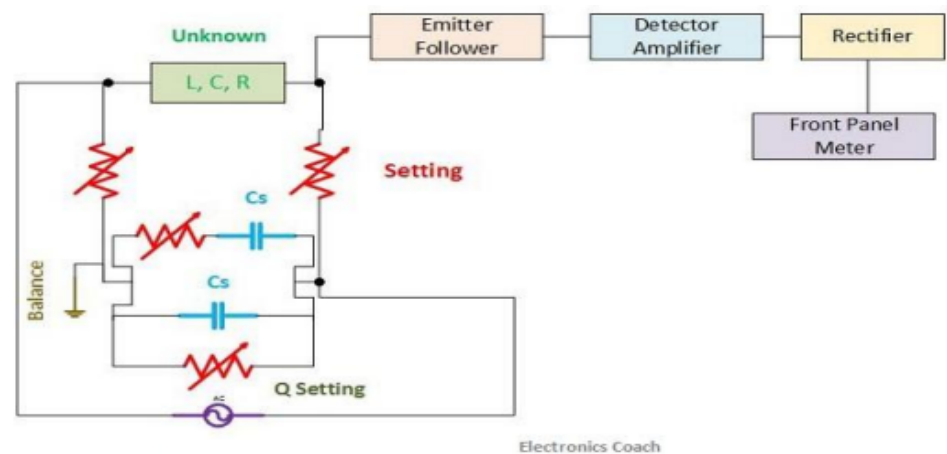 Unknown
L, C, R
Emitter
Follower
Detector
Amplifier
Rectifier
Front Panel
Meter
Setting
Cs
Cs
Balance
Q Setting
AC
Electronics Coach